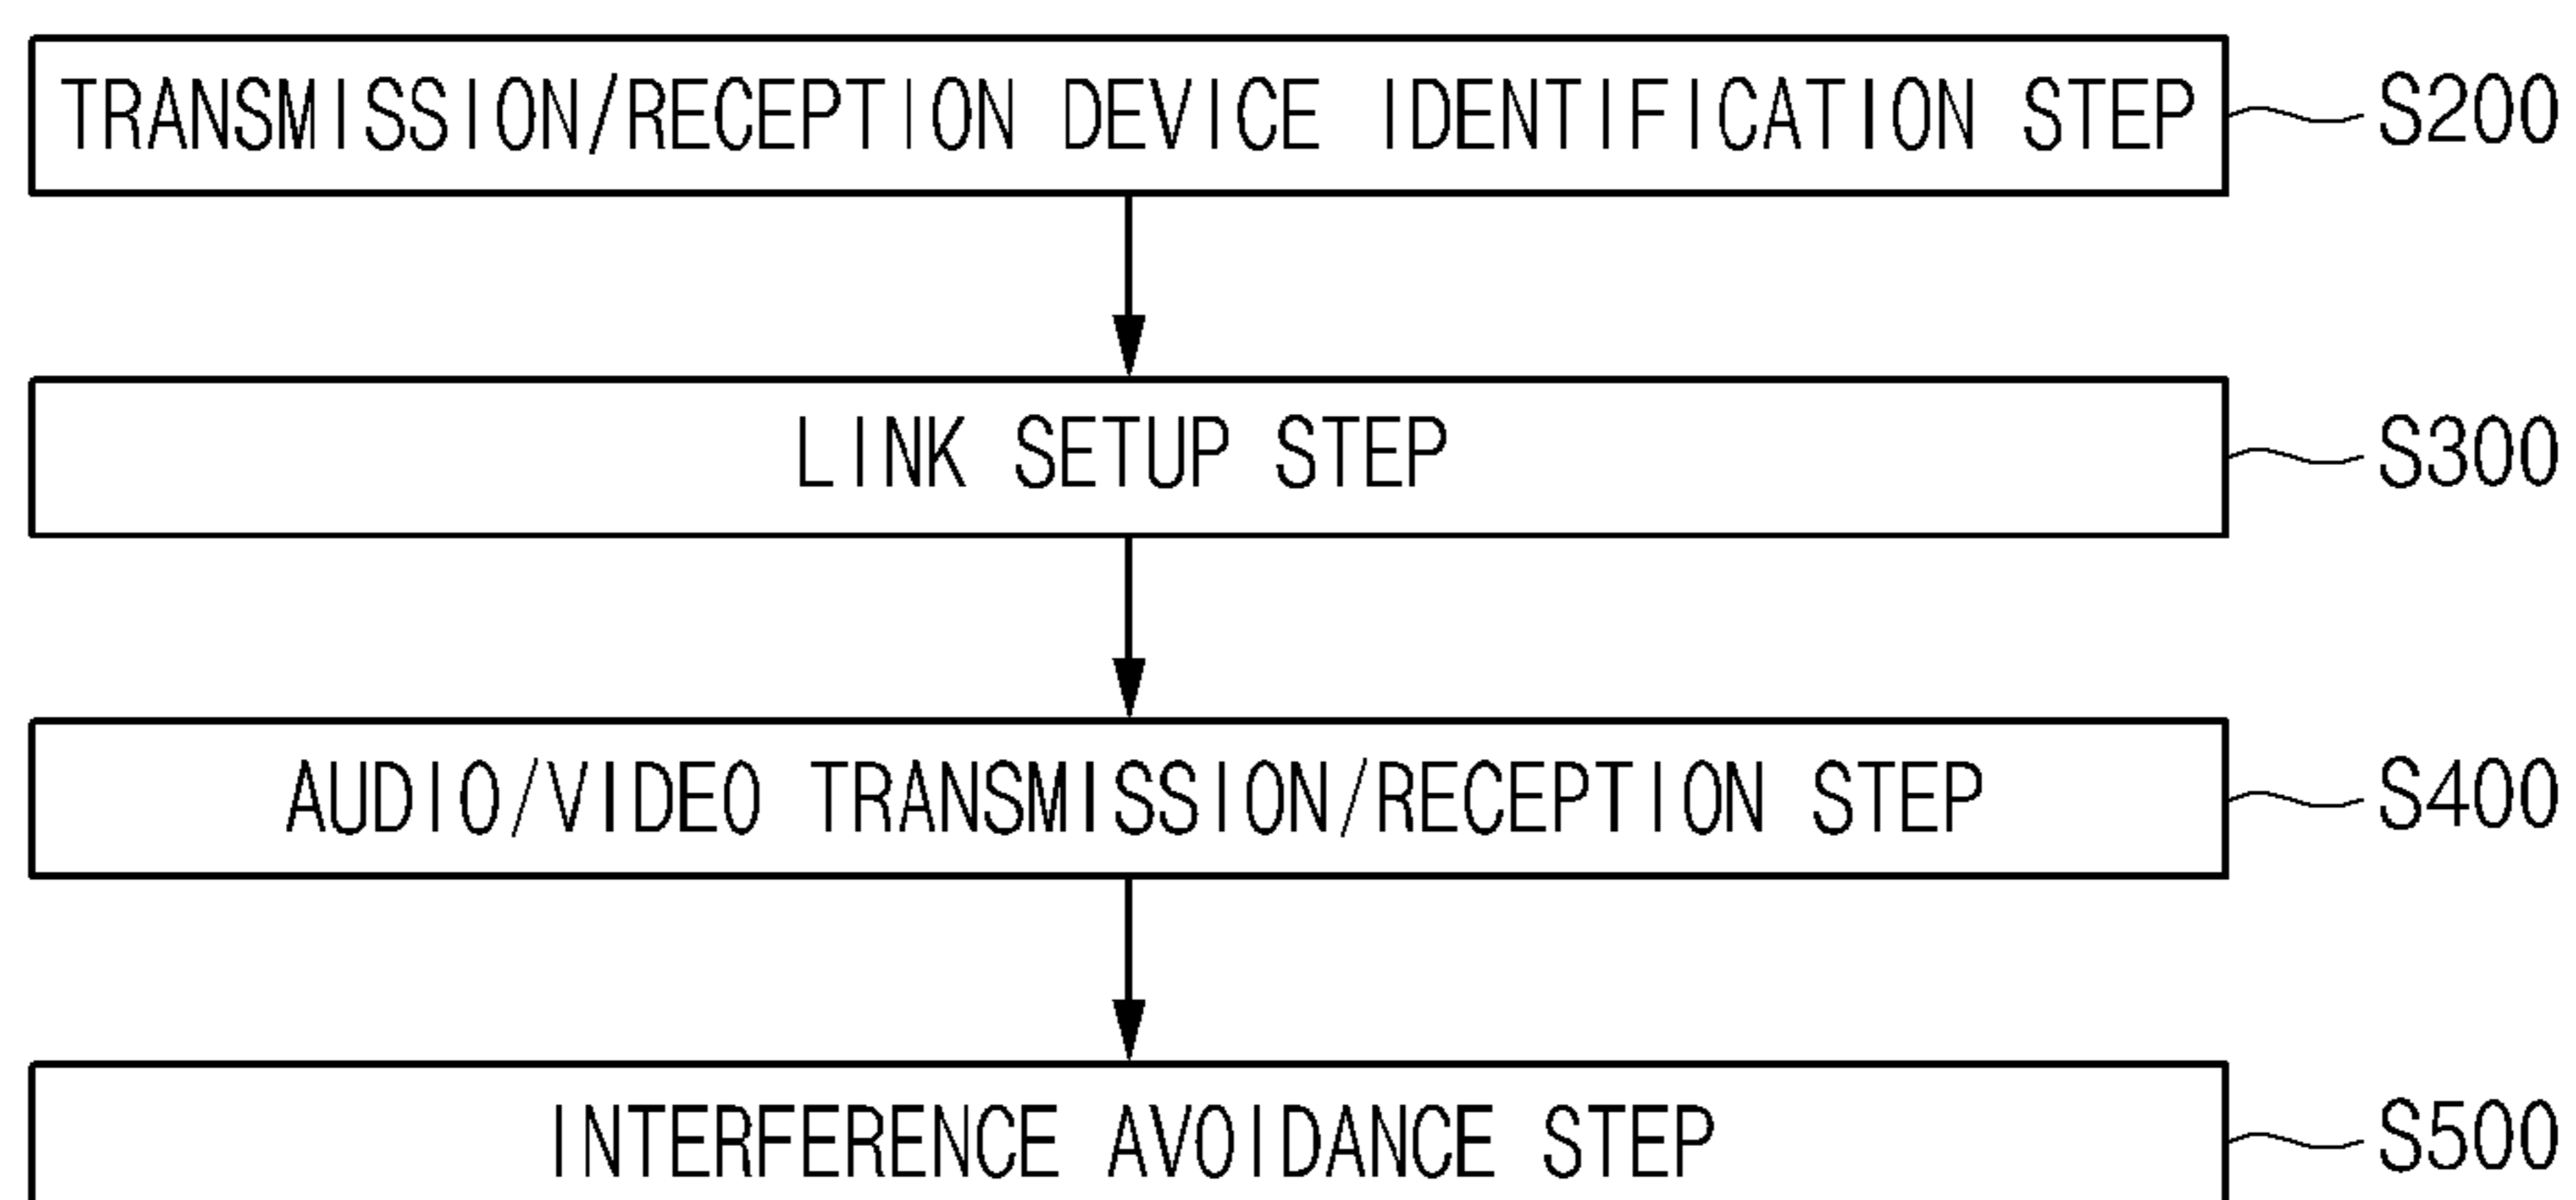 TRANSMISSION/RECEPTION DEVICE IDENTIFICATION STEP S200
LINK SETUP STEP S300
AUDIO/VIDEO TRANSMISSION/RECEPTION STEP S400
INTERFERENCE AVOIDANCE STEP S500